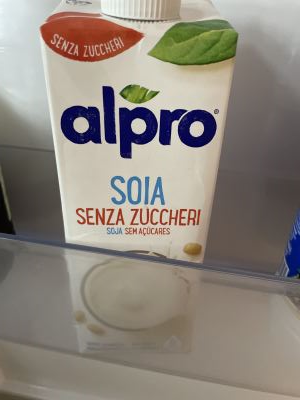 SENZA ZUCCHERI
alpro®
SOIA
SENZA ZUCCHERI
SOJA SEM AÇÚCARES